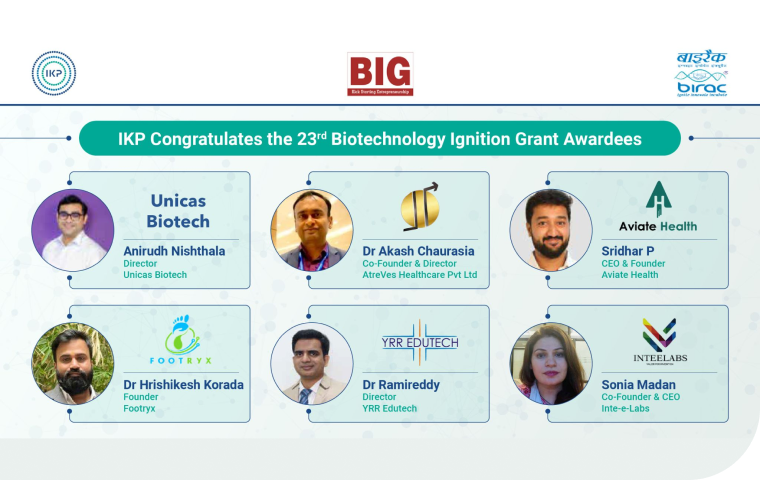 IKP
BIG
बाइरैक
birac
ignite innovate incubate
IKP Congratulates the 23rd Biotechnology Ignition Grant Awardees
Unicas
Biotech
Anirudh Nishthala
Director
Unicas Biotech
Dr Akash Chaurasia
Co-Founder & Director
AtreVes Healthcare Pvt Ltd
Aviate Health
Sridhar P
CEO & Founder
Aviate Health
FOOTRYX
Dr Hrishikesh Korada
Founder
Footryx
YRR EDUTECH
Dr Ramireddy
Director
YRR Edutech
INTEELABS
Sonia Madan
Co-Founder & CEO
Inte-e-Labs